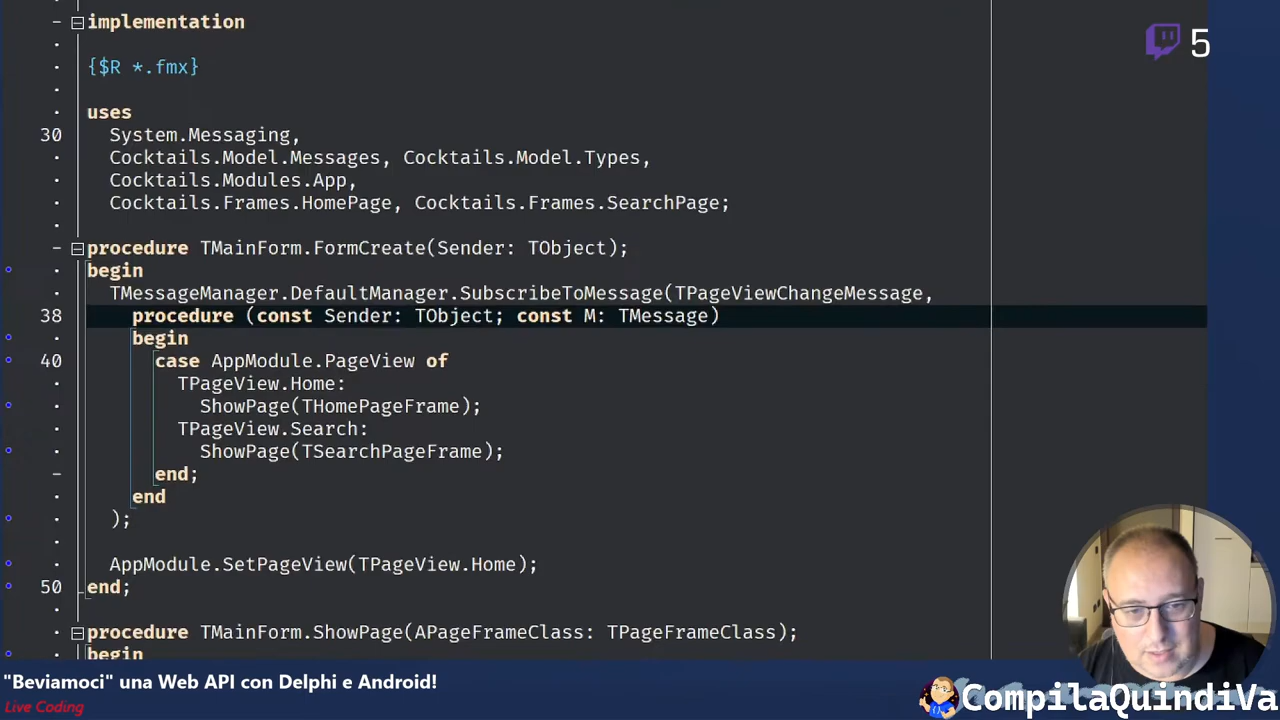 implementation
{$R *.fmx}
5
uses
30 System.Messaging,
Cocktails.Model.Messages, Cocktails.Model.Types,
Cocktails.Modules.App,
Cocktails.Frames.HomePage, Cocktails.Frames.SearchPage;
procedure TMainForm.FormCreate(Sender: TObject);
begin
TMessageManager.DefaultManager.SubscribeToMessage(TPageViewChangeMessage,
38 procedure (const Sender: TObject; const M: TMessage)
begin
40 case AppModule.PageView of
TPageView.Home:
ShowPage(THomePageFrame);
TPageView.Search:
ShowPage(TSearchPageFrame);
end;
end
);
AppModule.SetPageView(TPageView.Home);
50 end;
procedure TMainForm.ShowPage(APageFrameClass: TPageFrameClass);
begin
"Beviamoci" una Web API con Delphi e Android!
Live Coding
CompilaQuindiVa